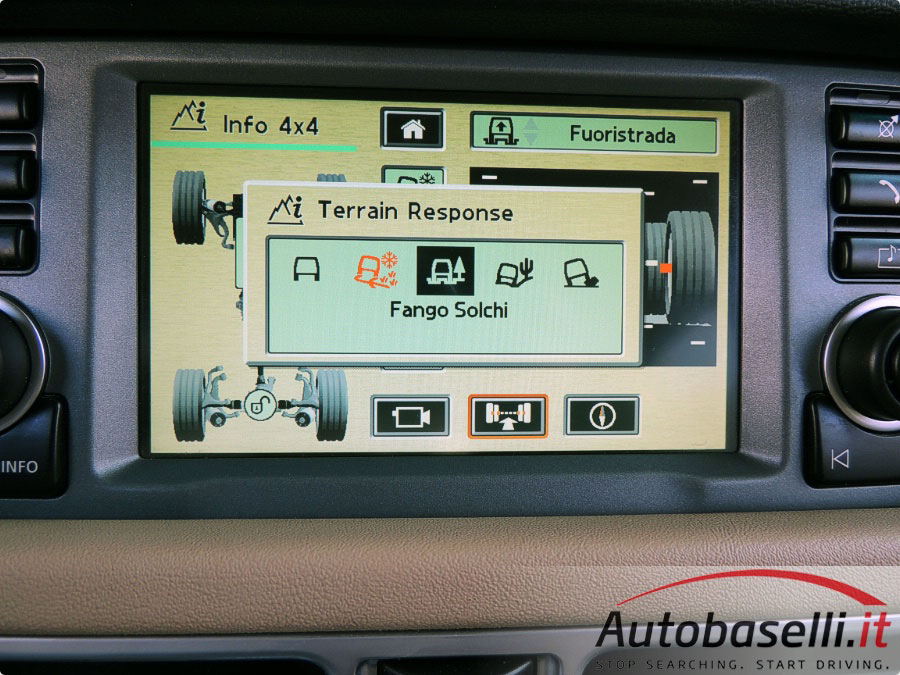 Info 4x4
Fuoristrada
Terrain Response
Fango Solchi
INFO
Autobaselli.it
STOP SEARCHING. START DRIVING.